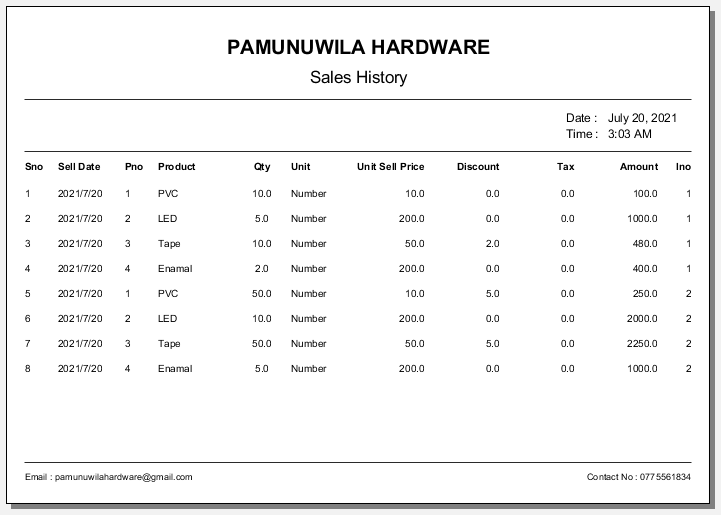 PAMUNUWILA HARDWARE
Sales History
Date : July 20, 2021
Time : 3:03 AM
Sno Sell Date Pno Product Qty Unit Unit Sell Price Discount Tax Amount Ino
1 2021/7/20 1 PVC 10.0 Number 10.0 0.0 0.0 100.0 1
2 2021/7/20 2 LED 5.0 Number 200.0 0.0 0.0 1000.0 1
3 2021/7/20 3 Tape 10.0 Number 50.0 2.0 0.0 480.0 1
4 2021/7/20 4 Enamal 2.0 Number 200.0 0.0 0.0 400.0 1
5 2021/7/20 1 PVC 50.0 Number 10.0 5.0 0.0 250.0 2
6 2021/7/20 2 LED 10.0 Number 200.0 0.0 0.0 2000.0 2
7 2021/7/20 3 Tape 50.0 Number 50.0 5.0 0.0 2250.0 2
8 2021/7/20 4 Enamal 5.0 Number 200.0 0.0 0.0 1000.0 2
Email : pamunuwilahardware@gmail.com Contact No : 0775561834